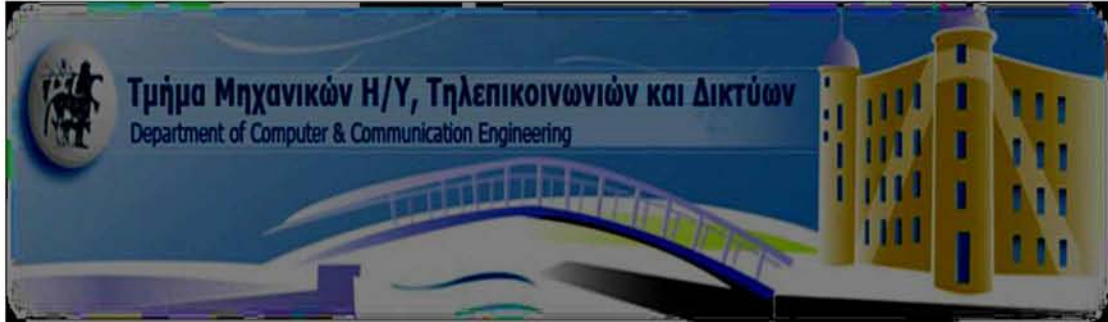 Τμήμα Μηχανικών Η/Υ, Τηλεπικοινωνιών και Δικτύων
Department of Computer & Communication Engineering